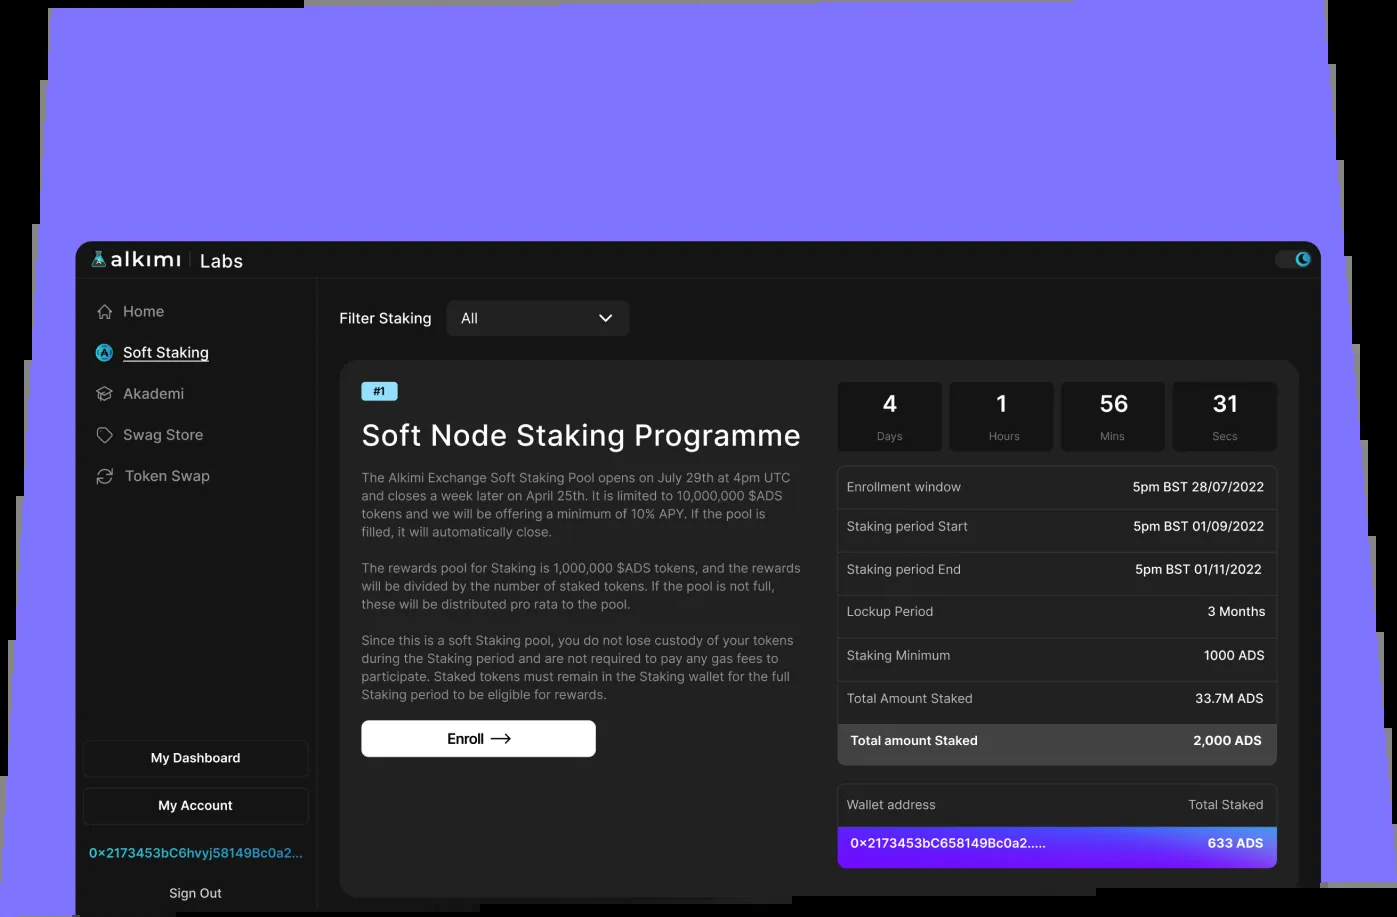 alkimi | Labs
Home
Soft Staking
Akademi
Swag Store
Token Swap
My Dashboard
My Account
0x2173453bC6hvyj58149Bc0a2...
Sign Out
Filter Staking All
#1
Soft Node Staking Programme
The Alkimi Exchange Soft Staking Pool opens on July 29th at 4pm UTC
and closes a week later on April 25th. It is limited to 10,000,000 $ADS
tokens and we will be offering a minimum of 10% APY. If the pool is
filled, it will automatically close.
The rewards pool for Staking is 1,000,000 $ADS tokens, and the rewards
will be divided by the number of staked tokens. If the pool is not full,
these will be distributed pro rata to the pool.
Since this is a soft Staking pool, you do not lose custody of your tokens
during the Staking period and are not required to pay any gas fees to
participate. Staked tokens must remain in the Staking wallet for the full
Staking period to be eligible for rewards.
Enroll →
4 1 56 31
Days Hours Mins Secs
Enrollment window 5pm BST 28/07/2022
Staking period Start 5pm BST 01/09/2022
Staking period End 5pm BST 01/11/2022
Lockup Period 3 Months
Staking Minimum 1000 ADS
Total Amount Staked 33.7M ADS
Total amount Staked 2,000 ADS
Wallet address Total Staked
0x2173453bC658149Bc0a2..... 633 ADS